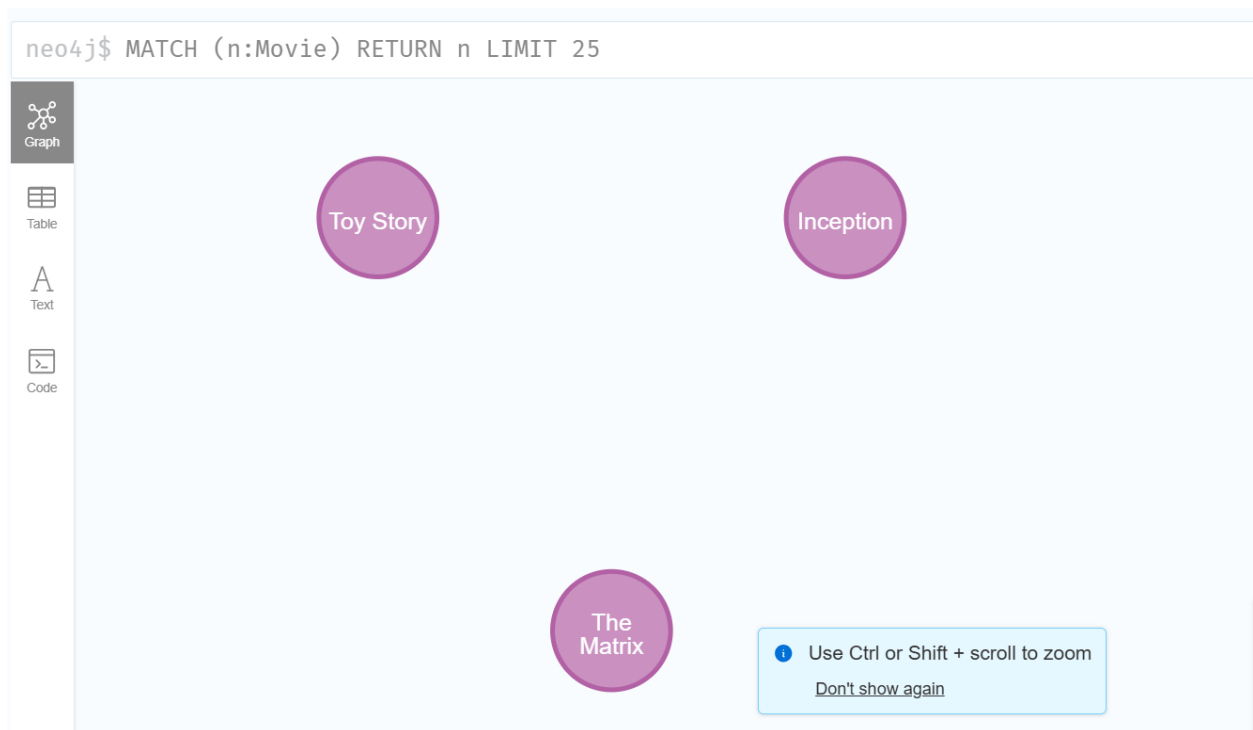 neo4j$ MATCH (n:Movie) RETURN n LIMIT 25
Graph
Table
Text
Code
Toy Story
Inception
The
Matrix
Use Ctrl or Shift + scroll to zoom
Don't show again